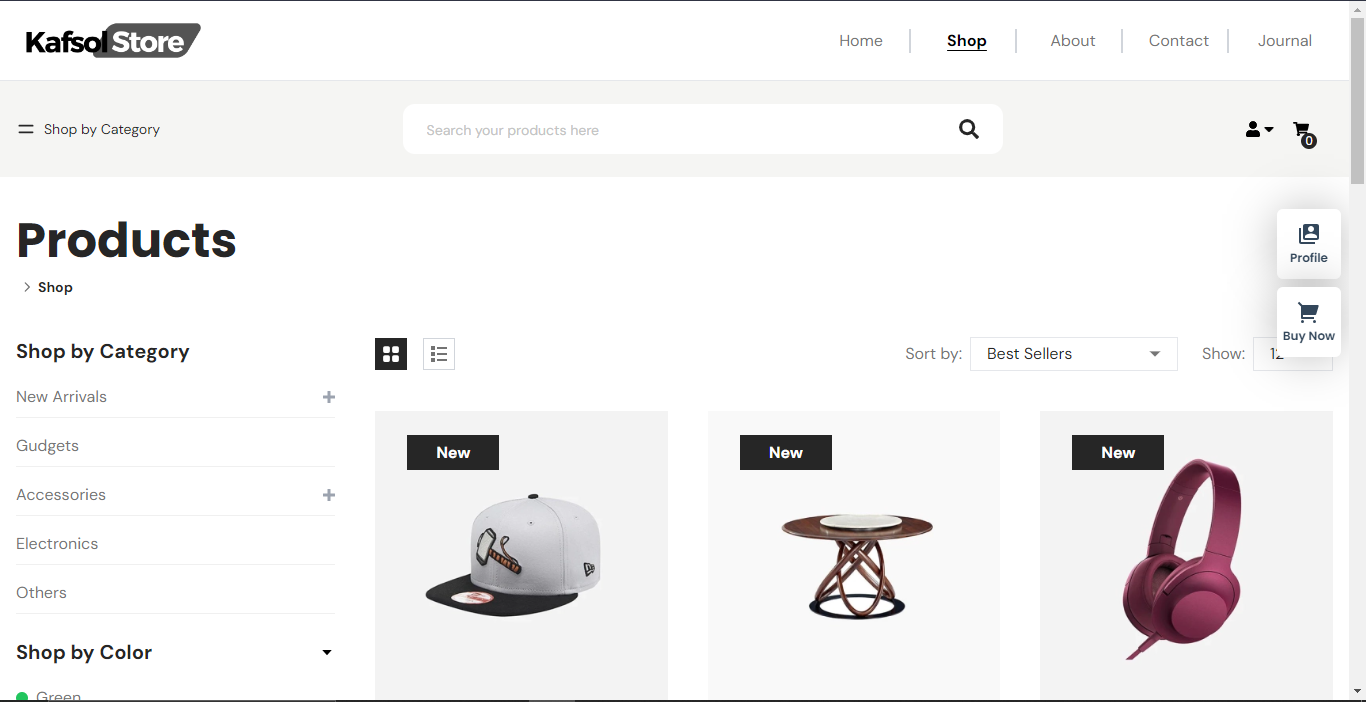 Kafsol Store
Home
Shop
About
Contact
Journal
Shop by Category
Search your products here
0
Products
Profile
> Shop
Buy Now
Shop by Category
Sort by:
Best Sellers
Show:
12
New Arrivals
Gudgets
Accessories
Electronics
Others
Shop by Color
Green
New
New
New